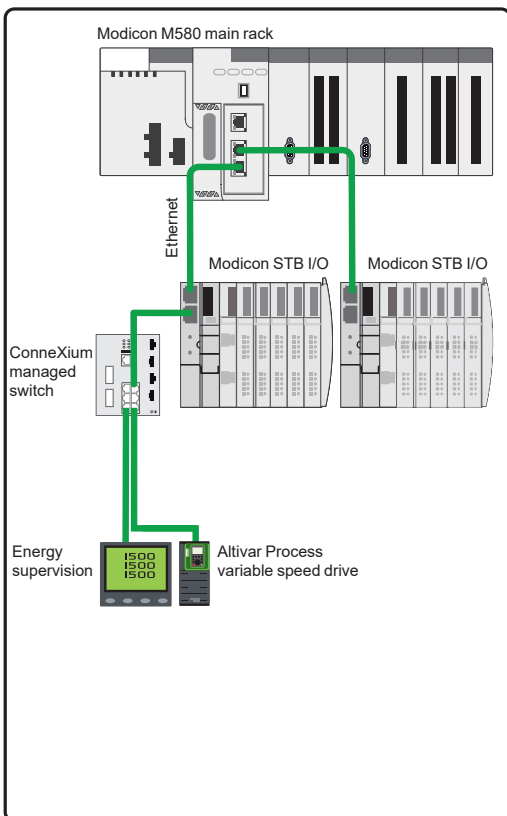 Modicon M580 main rack
Ethernet
Modicon STB I/O
Modicon STB I/O
ConneXium
managed
switch
Energy
supervision
1500
1500
1500
Altivar Process
variable speed drive